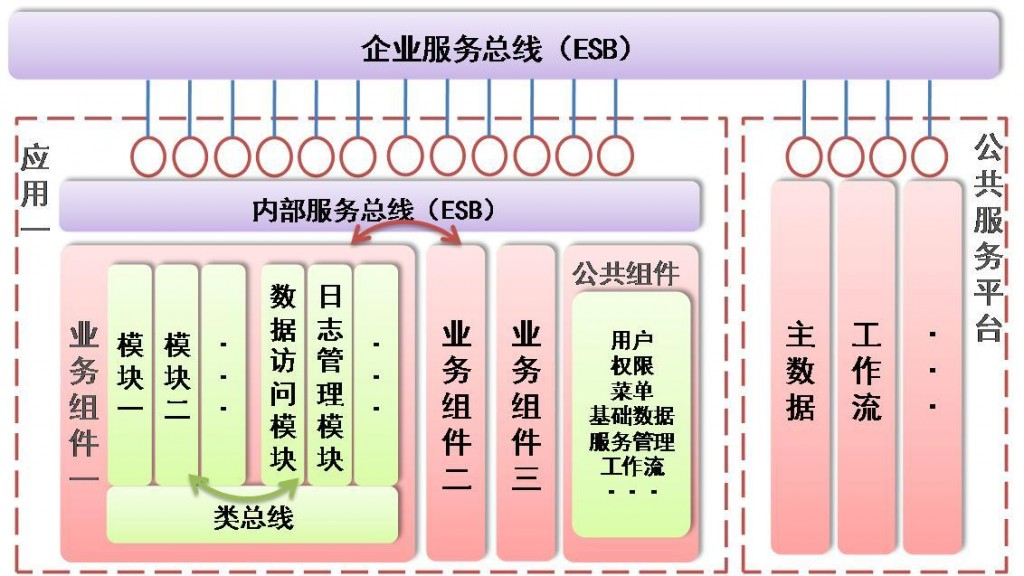 企业服务总线（ESB）
应用一
内部服务总线（ESB）
业务组件一
模块一
模块二
···
数据访问模块
日志管理模块
···
类总线
业务组件二
业务组件三
公共组件
用户
权限
菜单
基础数据
服务管理
工作流
···
公共服务平台
主数据
工作流
···